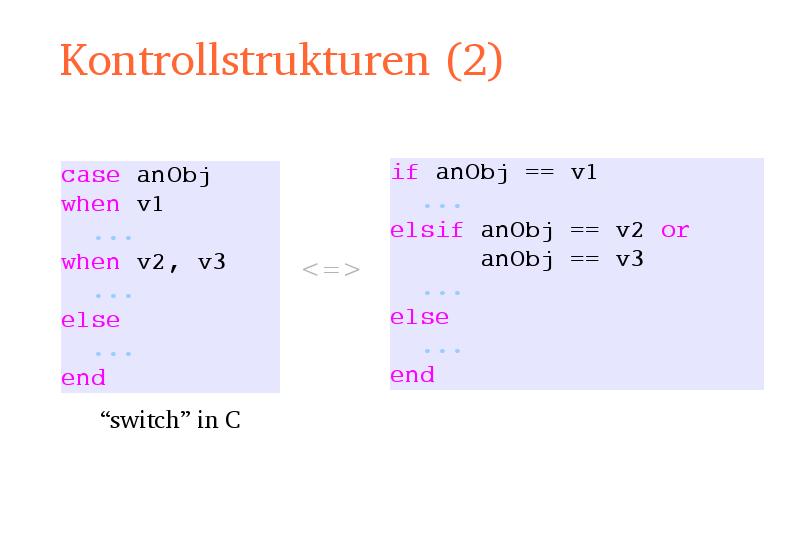 Kontrollstrukturen (2)
case anObj
when v1
...
when v2, v3
...
else
...
end
“switch” in C
<=>
if anObj == v1
...
elsif anObj == v2 or
anObj == v3
...
else
...
end